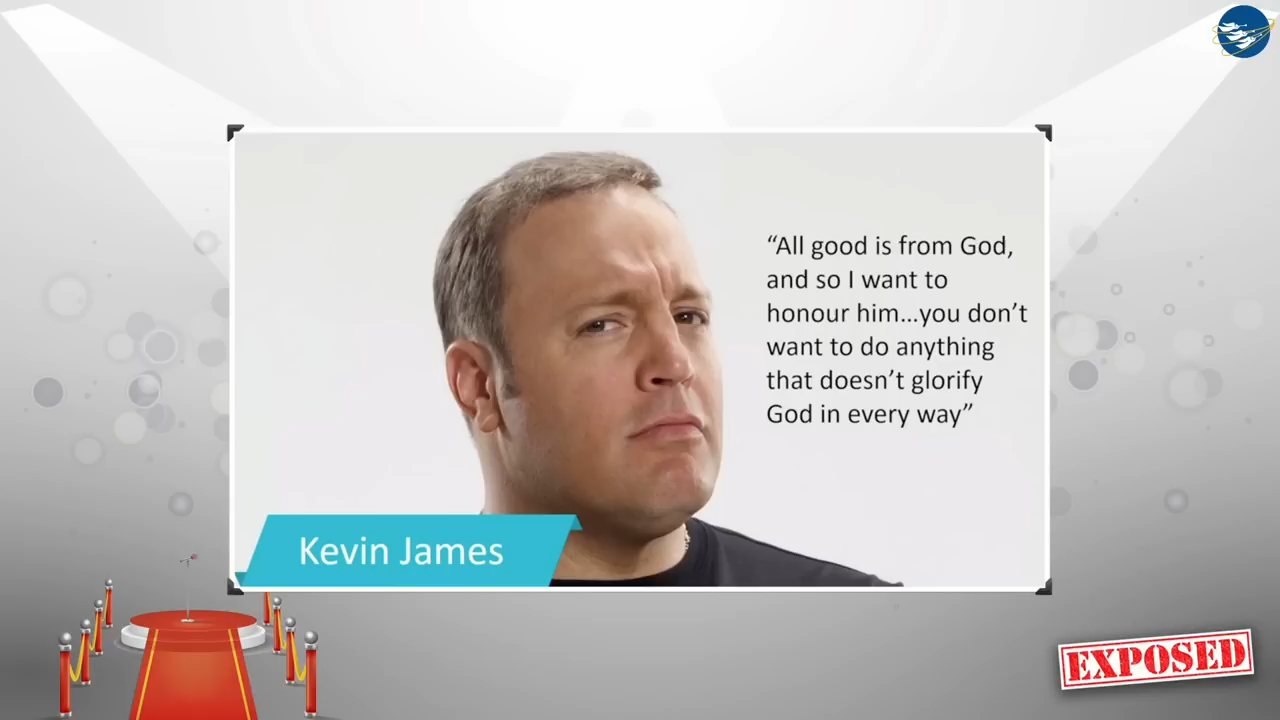 “All good is from God,
and so I want to
honour him...you don’t
want to do anything
that doesn’t glorify
God in every way”
Kevin James
EXPOSED